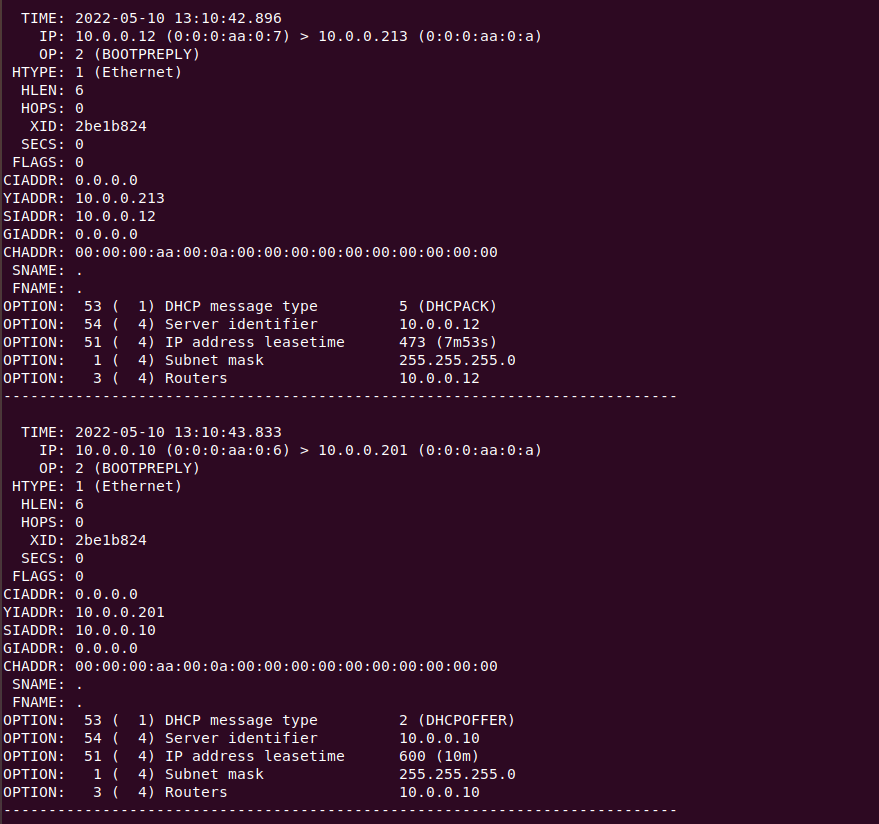 TIME: 2022-05-10 13:10:42.896
IP: 10.0.0.12 (0:0:0:aa:0:7) > 10.0.0.213 (0:0:0:aa:0:a)
OP: 2 (BOOTPREPLY)
HTYPE: 1 (Ethernet)
HLEN: 6
HOPS: 0
XID: 2be1b824
SECS: 0
FLAGS: 0
CIADDR: 0.0.0.0
YIADDR: 10.0.0.213
SIADDR: 10.0.0.12
GIADDR: 0.0.0.0
CHADDR: 00:00:00:aa:00:0a:00:00:00:00:00:00:00:00:00:00
SNAME: .
FNAME: .
OPTION:  53 (  1) DHCP message type         5 (DHCPACK)
OPTION:  54 (  4) Server identifier         10.0.0.12
OPTION:  51 (  4) IP address leasetime      473 (7m53s)
OPTION:   1 (  4) Subnet mask               255.255.255.0
OPTION:   3 (  4) Routers                   10.0.0.12
---------------------------------------------------------------------------
TIME: 2022-05-10 13:10:43.833
IP: 10.0.0.10 (0:0:0:aa:0:6) > 10.0.0.201 (0:0:0:aa:0:a)
OP: 2 (BOOTPREPLY)
HTYPE: 1 (Ethernet)
HLEN: 6
HOPS: 0
XID: 2be1b824
SECS: 0
FLAGS: 0
CIADDR: 0.0.0.0
YIADDR: 10.0.0.201
SIADDR: 10.0.0.10
GIADDR: 0.0.0.0
CHADDR: 00:00:00:aa:00:0a:00:00:00:00:00:00:00:00:00:00
SNAME: .
FNAME: .
OPTION:  53 (  1) DHCP message type         2 (DHCPOFFER)
OPTION:  54 (  4) Server identifier         10.0.0.10
OPTION:  51 (  4) IP address leasetime      600 (10m)
OPTION:   1 (  4) Subnet mask               255.255.255.0
OPTION:   3 (  4) Routers                   10.0.0.10
---------------------------------------------------------------------------